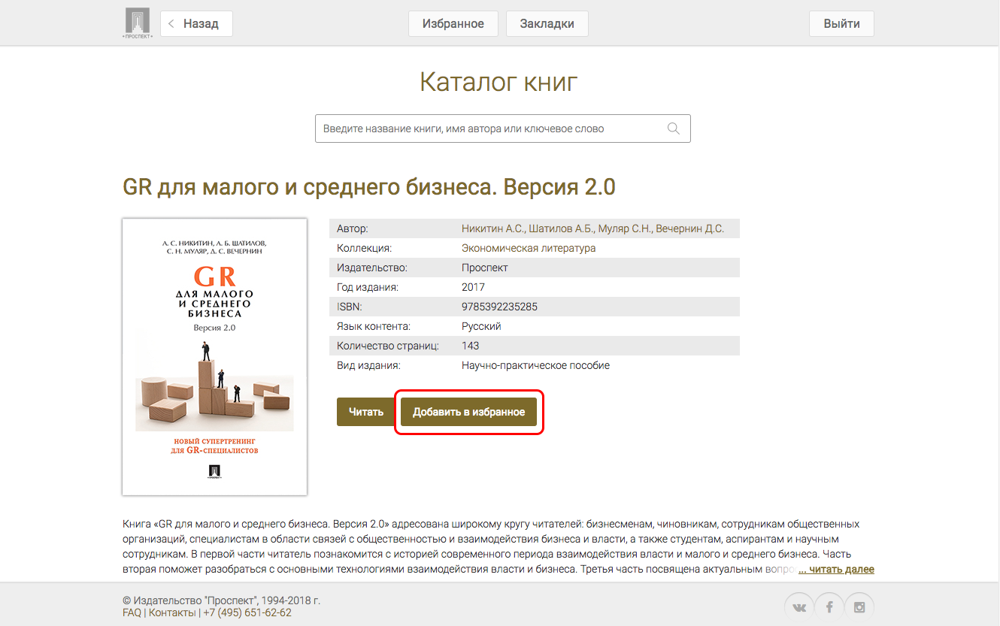 ПРОСПЕКТ
Назад
Избранное
Закладки
Выйти
Каталог книг
Введите название книги, имя автора или ключевое слово
GR для малого и среднего бизнеса. Версия 2.0
А. С. НИКИТИН, А. Б. ШАТИЛОВ,
С. Н. МУЛЯР, Д. С. ВЕЧЕРНИН
GR
ДЛЯ МАЛОГО
И СРЕДНЕГО
БИЗНЕСА
Версия 2.0
НОВЫЙ СУПЕРТРЕНИНГ
ДЛЯ GR-СПЕЦИАЛИСТОВ
ПРОСПЕКТ
Автор: Никитин А.С., Шатилов А.Б., Муляр С.Н., Вечернин Д.С.
Коллекция: Экономическая литература
Издательство: Проспект
Год издания: 2017
ISBN: 9785392235285
Язык контента: Русский
Количество страниц: 143
Вид издания: Научно-практическое пособие
Читать
Добавить в избранное
Книга «GR для малого и среднего бизнеса. Версия 2.0» адресована широкому кругу читателей: бизнесменам, чиновникам, сотрудникам общественных
организаций, специалистам в области связей с общественностью и взаимодействия бизнеса и власти, а также студентам, аспирантам и научным
сотрудникам. В первой части читатель познакомится с историей современного периода взаимодействия власти и малого и среднего бизнеса. Часть
вторая поможет разобраться с основными технологиями взаимодействия власти и бизнеса. Третья часть посвящена актуальным вопро ... читать далее
© Издательство "Проспект", 1994-2018 г.
FAQ | Контакты | +7 (495) 651-62-62